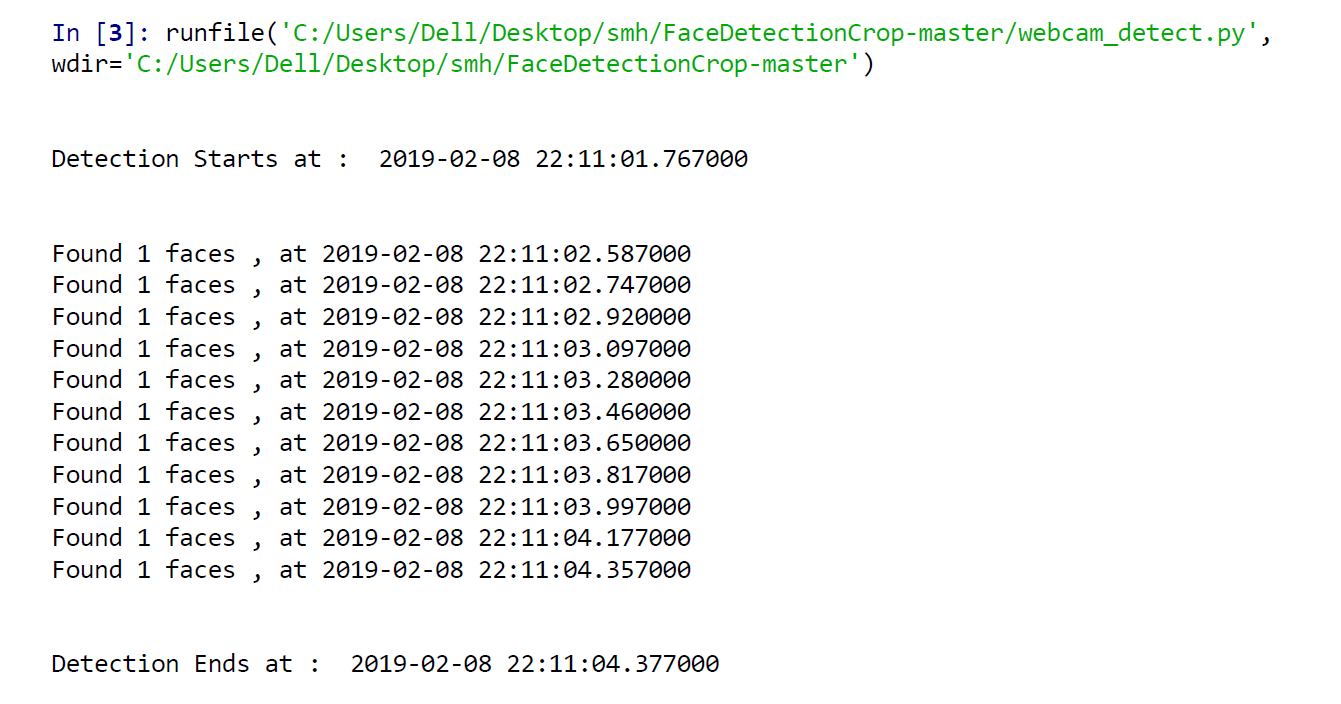 In [3]: runfile('C:/Users/Dell/Desktop/smh/FaceDetectionCrop-master/webcam_detect.py',
wdir='C:/Users/Dell/Desktop/smh/FaceDetectionCrop-master')
Detection Starts at :  2019-02-08 22:11:01.767000
Found 1 faces , at 2019-02-08 22:11:02.587000
Found 1 faces , at 2019-02-08 22:11:02.747000
Found 1 faces , at 2019-02-08 22:11:02.920000
Found 1 faces , at 2019-02-08 22:11:03.097000
Found 1 faces , at 2019-02-08 22:11:03.280000
Found 1 faces , at 2019-02-08 22:11:03.460000
Found 1 faces , at 2019-02-08 22:11:03.650000
Found 1 faces , at 2019-02-08 22:11:03.817000
Found 1 faces , at 2019-02-08 22:11:03.997000
Found 1 faces , at 2019-02-08 22:11:04.177000
Found 1 faces , at 2019-02-08 22:11:04.357000
Detection Ends at :  2019-02-08 22:11:04.377000